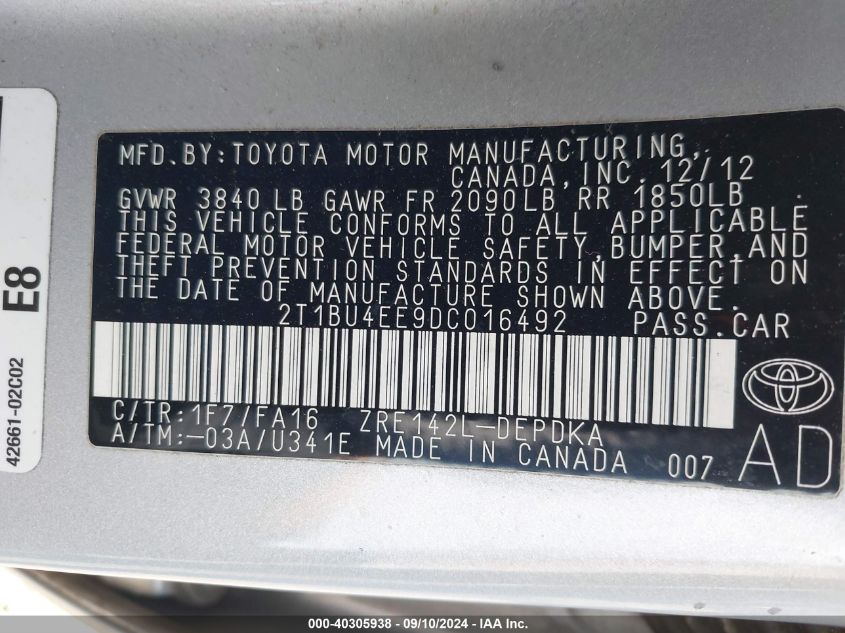 MFD.BY:TOYOTA MOTOR MANUFACTURING,
CANADA, INC. 12/12
GVWR 3840 LB GAWR FR 2090LB RR 1850LB
THIS VEHICLE CONFORMS TO ALL APPLICABLE
FEDERAL MOTOR VEHICLE SAFETY, BUMPER, AND
THEFT PREVENTION STANDARDS IN EFFECT ON
THE DATE OF MANUFACTURE SHOWN ABOVE.
2T1BU4EE9DC016492 PASS.CAR
C/TR:1F7/FA16 ZRE142L-DEPDKA
A/TM:-03A/U341E MADE IN CANADA 007 AD
42661-02C02 E8
000-40305938 - 09/10/2024 - IAAI Inc.